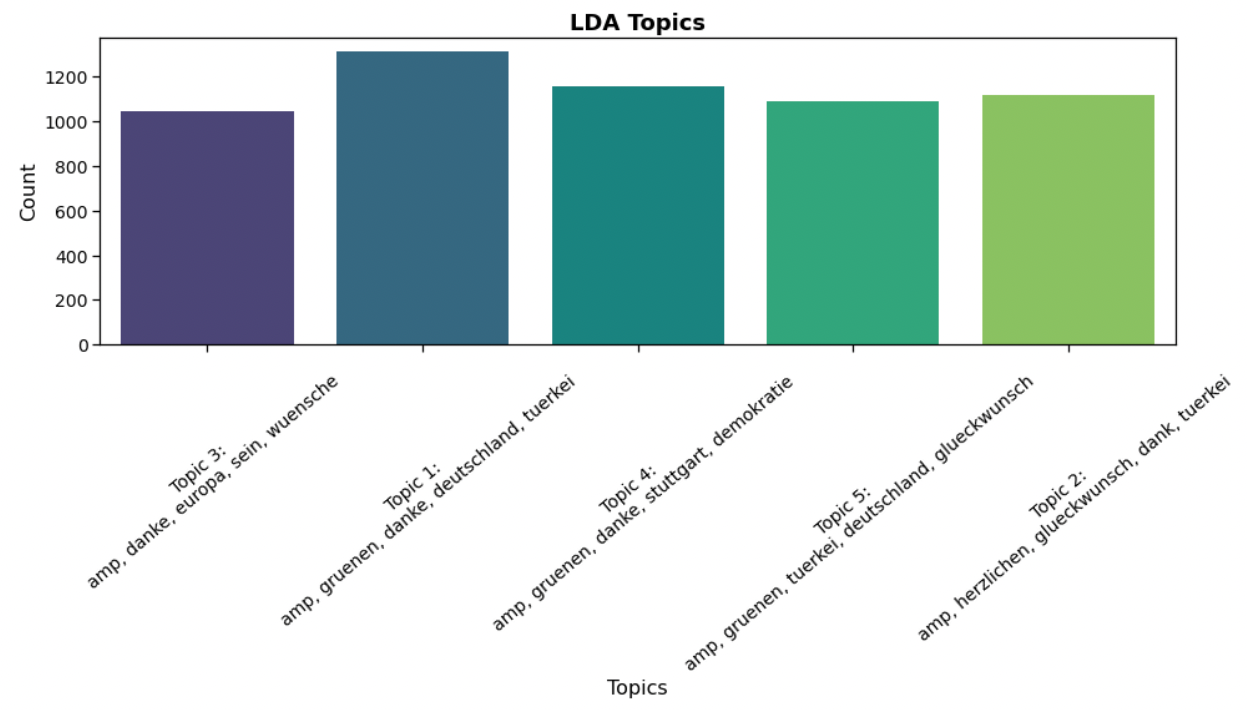 LDA Topics
1200
1000
800
600
400
200
0
Count
Topic 3:
amp, danke, europa, sein, wuensche
Topic 1:
amp, gruenen, danke, deutschland, tuerkei
Topic 4:
amp, gruenen, danke, stuttgart, demokratie
Topic 5:
amp, gruenen, tuerkei, deutschland, glueckwunsch
Topic 2:
amp, herzlichen, glueckwunsch, dank, tuerkei
Topics